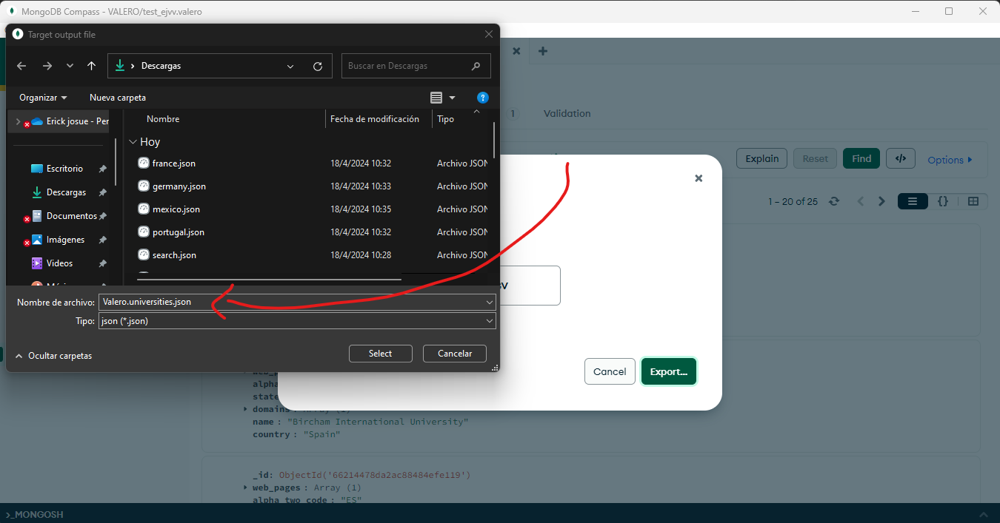 MongoDB Compass - VALERO/test_ejvv.valero
Target output file
Descargas
Buscar en Descargas
Organizar
Nueva carpeta
?
Erick josue - Per
Nombre
Fecha de modificación
Tipo
Hoy
Escritorio
Descargas
Documentos
Imágenes
Videos
france.json 18/4/2024 10:32 Archivo JSON
germany.json 18/4/2024 10:33 Archivo JSON
mexico.json 18/4/2024 10:35 Archivo JSON
portugal.json 18/4/2024 10:32 Archivo JSON
search.json 18/4/2024 10:28 Archivo JSON
Nombre de archivo: Valero.universities.json
Tipo: json (*.json)
Ocultar carpetas
Select
Cancelar
1
Validation
Explain
Reset
Find
</>
Options
1 – 20 of 25
{}
Cancel
Export...
alpha
state
domains : Array (1)
name : "Bircham International University"
country : "Spain"
_id: ObjectId('66214478da2ac88484efe119')
web_pages : Array (1)
alpha_two_code : "ES"
>_MONGOSH